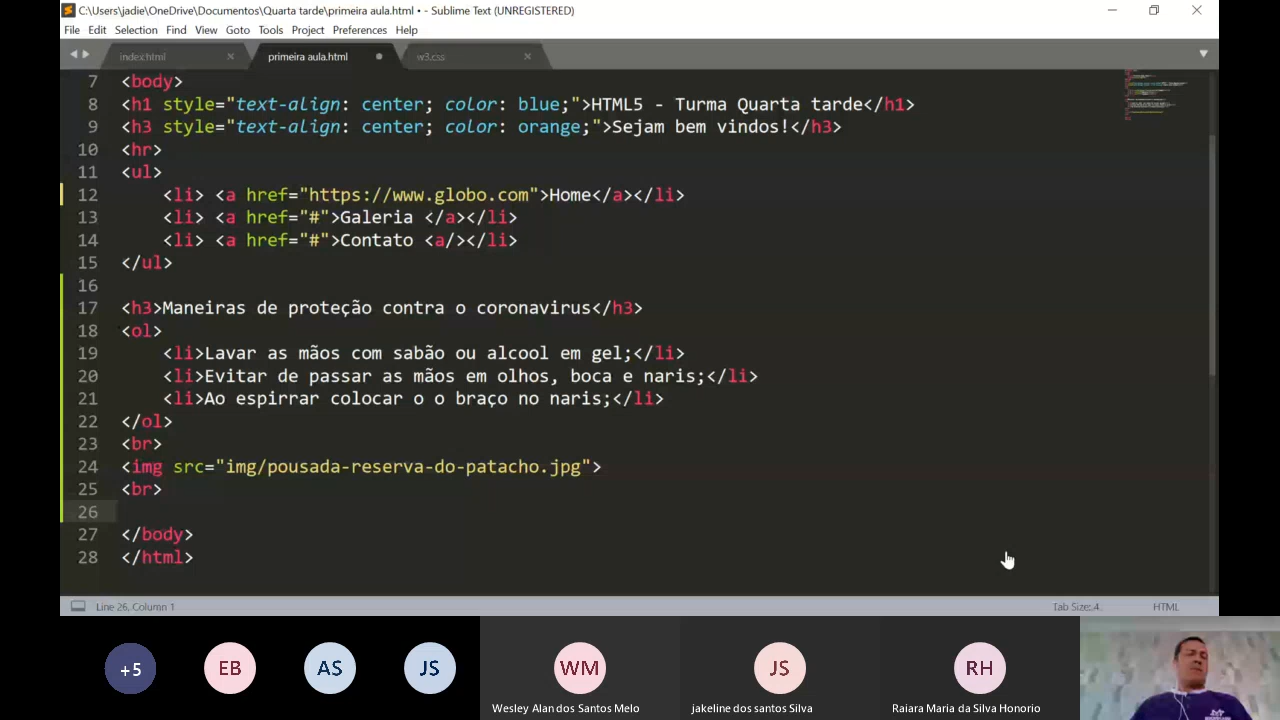 C:\Users\jadie\OneDrive\Documentos\Quarta tarde\primeira aula.html • - Sublime Text (UNREGISTERED)
File Edit Selection Find View Goto Tools Project Preferences Help
index.html primeira aula.html w3.css
7 <body>
8 <h1 style="text-align: center; color: blue;">HTML5 - Turma Quarta tarde</h1>
9 <h3 style="text-align: center; color: orange;">Sejam bem vindos!</h3>
10 <hr>
11 <ul>
12 <li> <a href="https://www.globo.com">Home</a></li>
13 <li> <a href="#">Galeria </a></li>
14 <li> <a href="#">Contato <a/></li>
15 </ul>
16
17 <h3>Maneiras de proteção contra o coronavirus</h3>
18 <ol>
19 <li>Lavar as mãos com sabão ou alcool em gel;</li>
20 <li>Evitar de passar as mãos em olhos, boca e naris;</li>
21 <li>Ao espirrar colocar o o braço no naris;</li>
22 </ol>
23 <br>
24 <img src="img/pousada-reserva-do-patacho.jpg">
25 <br>
26
27 </body>
28 </html>
Line 26, Column 1 Tab Size: 4 HTML
+5 EB AS JS WM JS RH
Wesley Alan dos Santos Melo jakeline dos santos Silva Raiara Maria da Silva Honorio